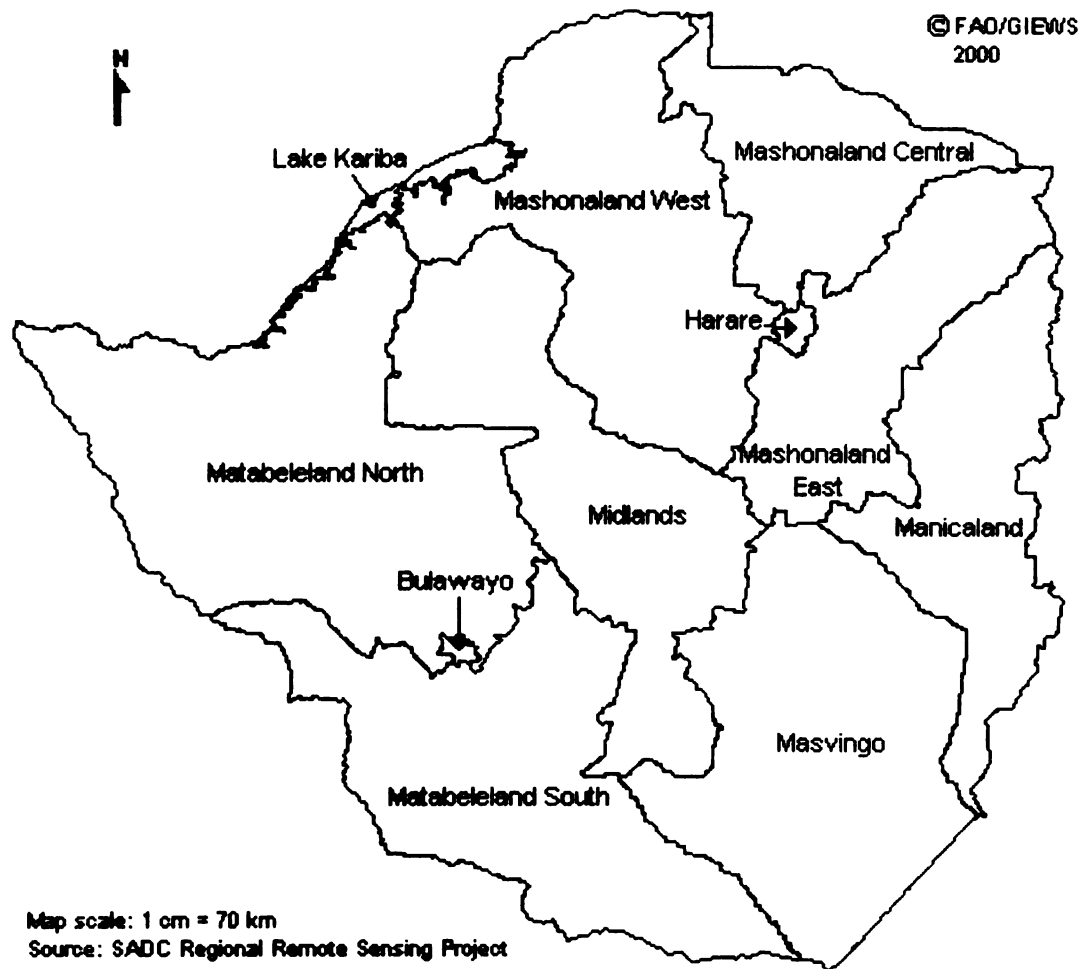 © FAO/GIEWS
2000
N
Lake Kariba
Mashonaland Central
Mashonaland West
Harare
Matabeleland North
Mashonaland
East
Midlands
Manicaland
Bulawayo
Masvingo
Matabeleland South
Map scale: 1 cm = 70 km
Source: SADC Regional Remote Sensing Project